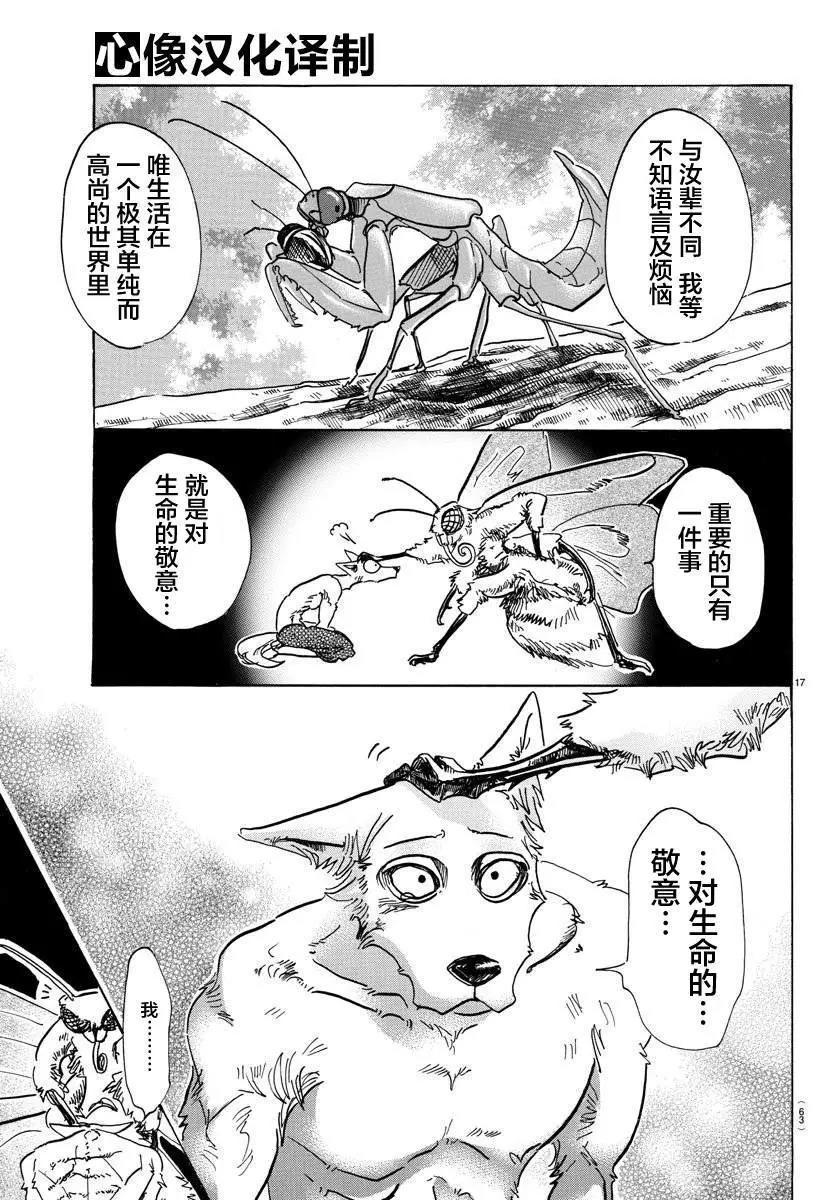 心像汉化译制
与汝辈不同 我等
不知语言及烦恼
唯生活在
一个极其单纯而
高尚的世界里
重要的只有
一件事
就是对
生命的敬意…
17
…对生命的…
敬意…
我………
(63)